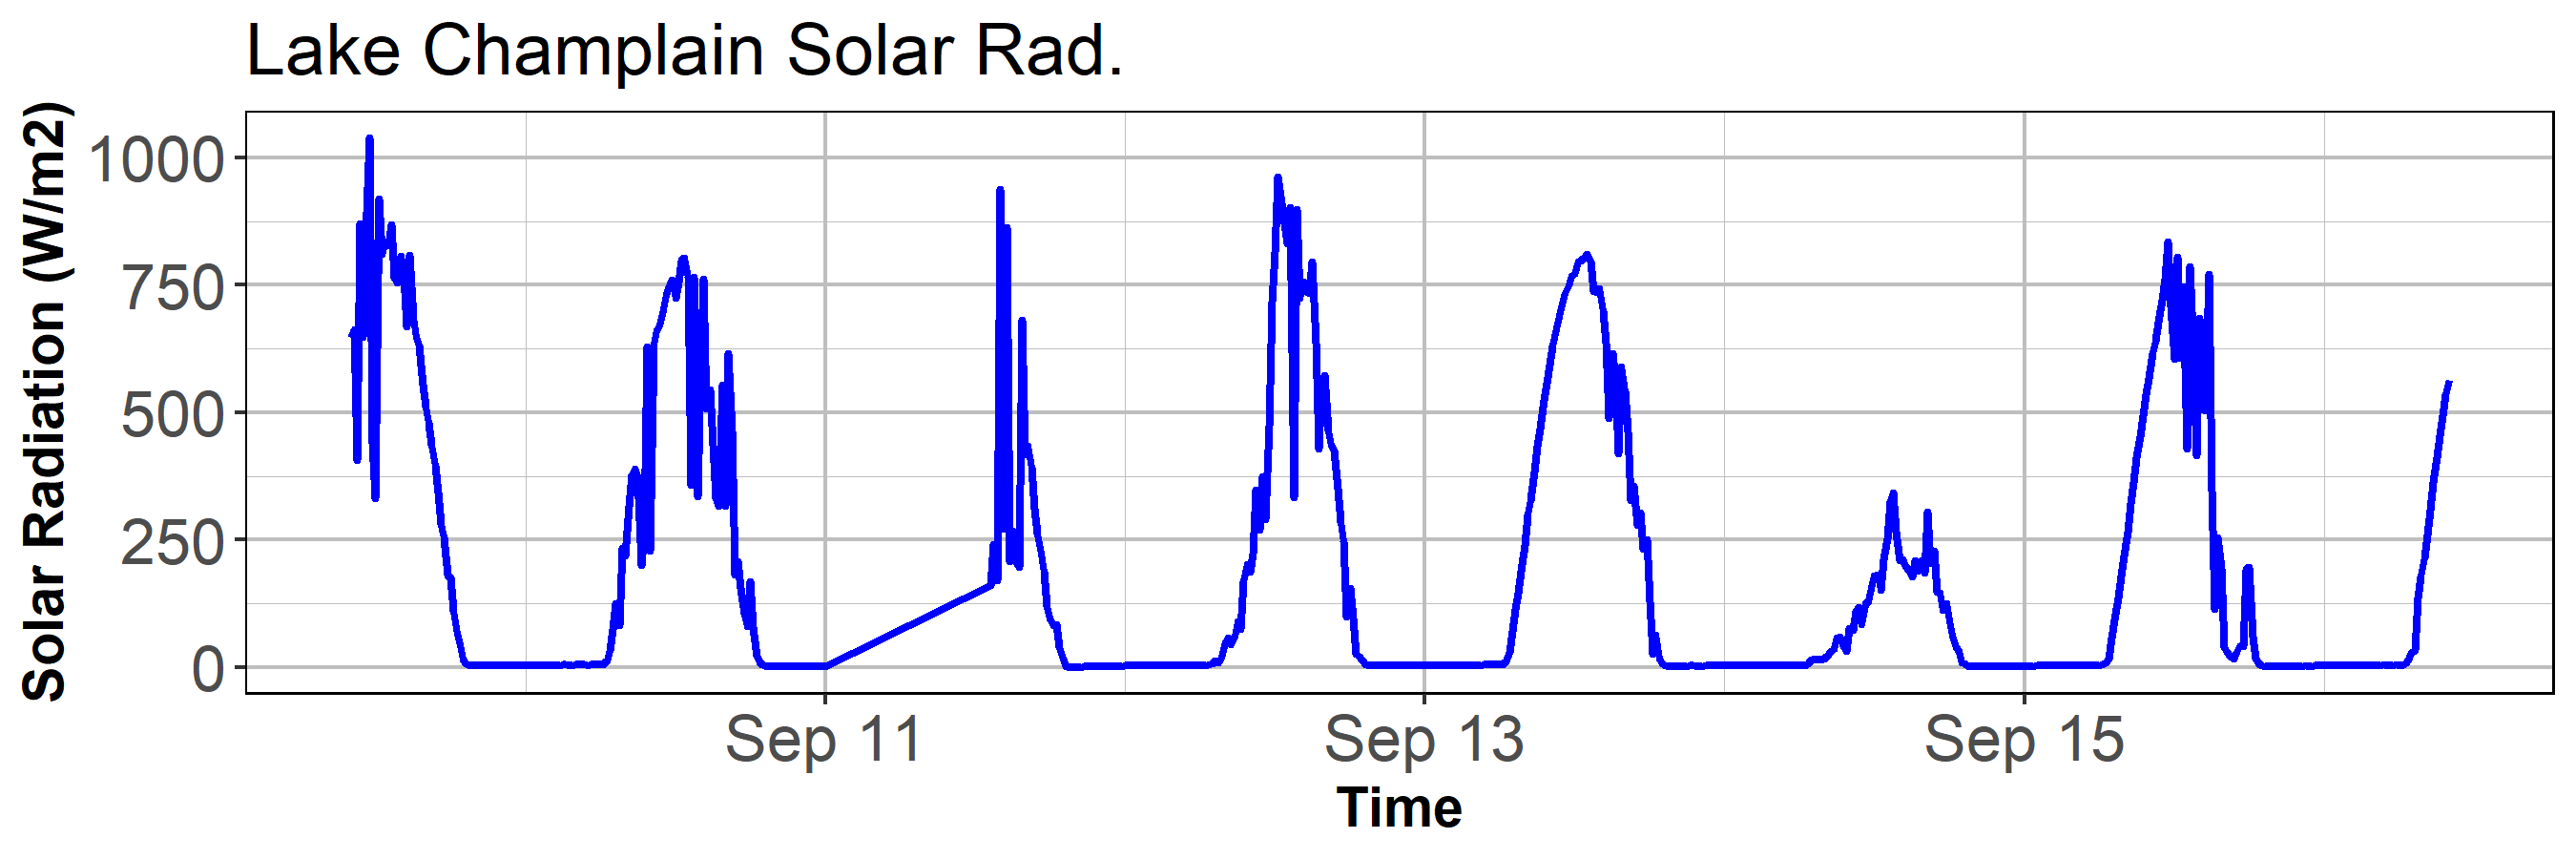 Lake Champlain Solar Rad.
Solar Radiation (W/m2)
1000
750
500
250
0
Sep 11 Sep 13 Sep 15
Time